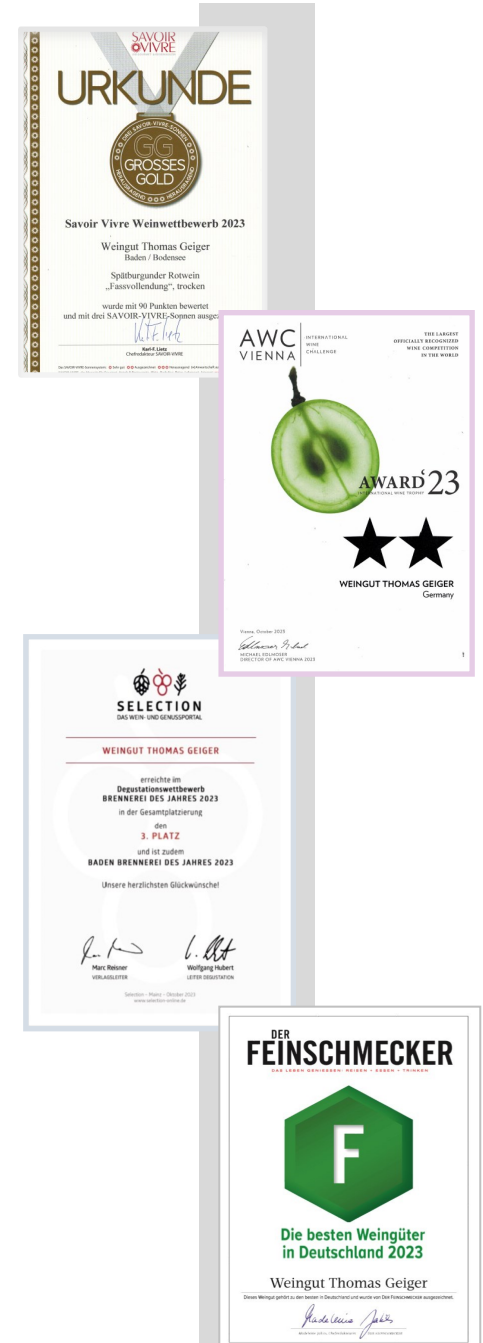 SAVOIR
VIVRE
URKUNDE
DREI SAVOIR-VIVRE-SONNEN
GG
GROSSES
GOLD
HERAUSRAGEND
HERAUSRAGEND
Savoir Vivre Weinwettbewerb 2023
Weingut Thomas Geiger
Baden / Bodensee
Spätburgunder Rotwein
„Fassvollendung“, trocken
wurde mit 90 Punkten bewertet
und mit drei SAVOIR-VIVRE-Sonnen
Karl-F. Lietz
Chefredakteur SAVOIR-VIVRE
AWC
VIENNA
INTERNATIONAL
WINE
CHALLENGE
THE LARGEST
OFFICIALLY RECOGNIZED
WINE COMPETITION
IN THE WORLD
AWARD‘23
INTERNATIONAL WINE TROPHY
WEINGUT THOMAS GEIGER
Germany
Vienna, October 2023
MICHAEL EDLMOSER
DIRECTOR OF AWC VIENNA 2023
SELECTION
DAS WEIN- UND GENUSSPORTAL
WEINGUT THOMAS GEIGER
erreichte im
Degustationswettbewerb
BRENNEREI DES JAHRES 2023
in der Gesamtplatzierung
den
3. PLATZ
und ist zudem
BADEN BRENNEREI DES JAHRES 2023
Unsere herzlichsten Glückwünsche!
Marc Reisner
VERLAGSLEITER
Wolfgang Hubert
LEITER DEGUSTATION
Selection - Mainz - Oktober 2023
www.selection-online.de
DER
FEINSCHMECKER
DAS LEBEN GENIESSEN: REISEN + ESSEN + TRINKEN
F
Die besten Weingüter
in Deutschland 2023
Weingut Thomas Geiger
Dieses Weingut gehört zu den besten in Deutschland und wurde von DER FEINSCHMECKER ausgezeichnet.